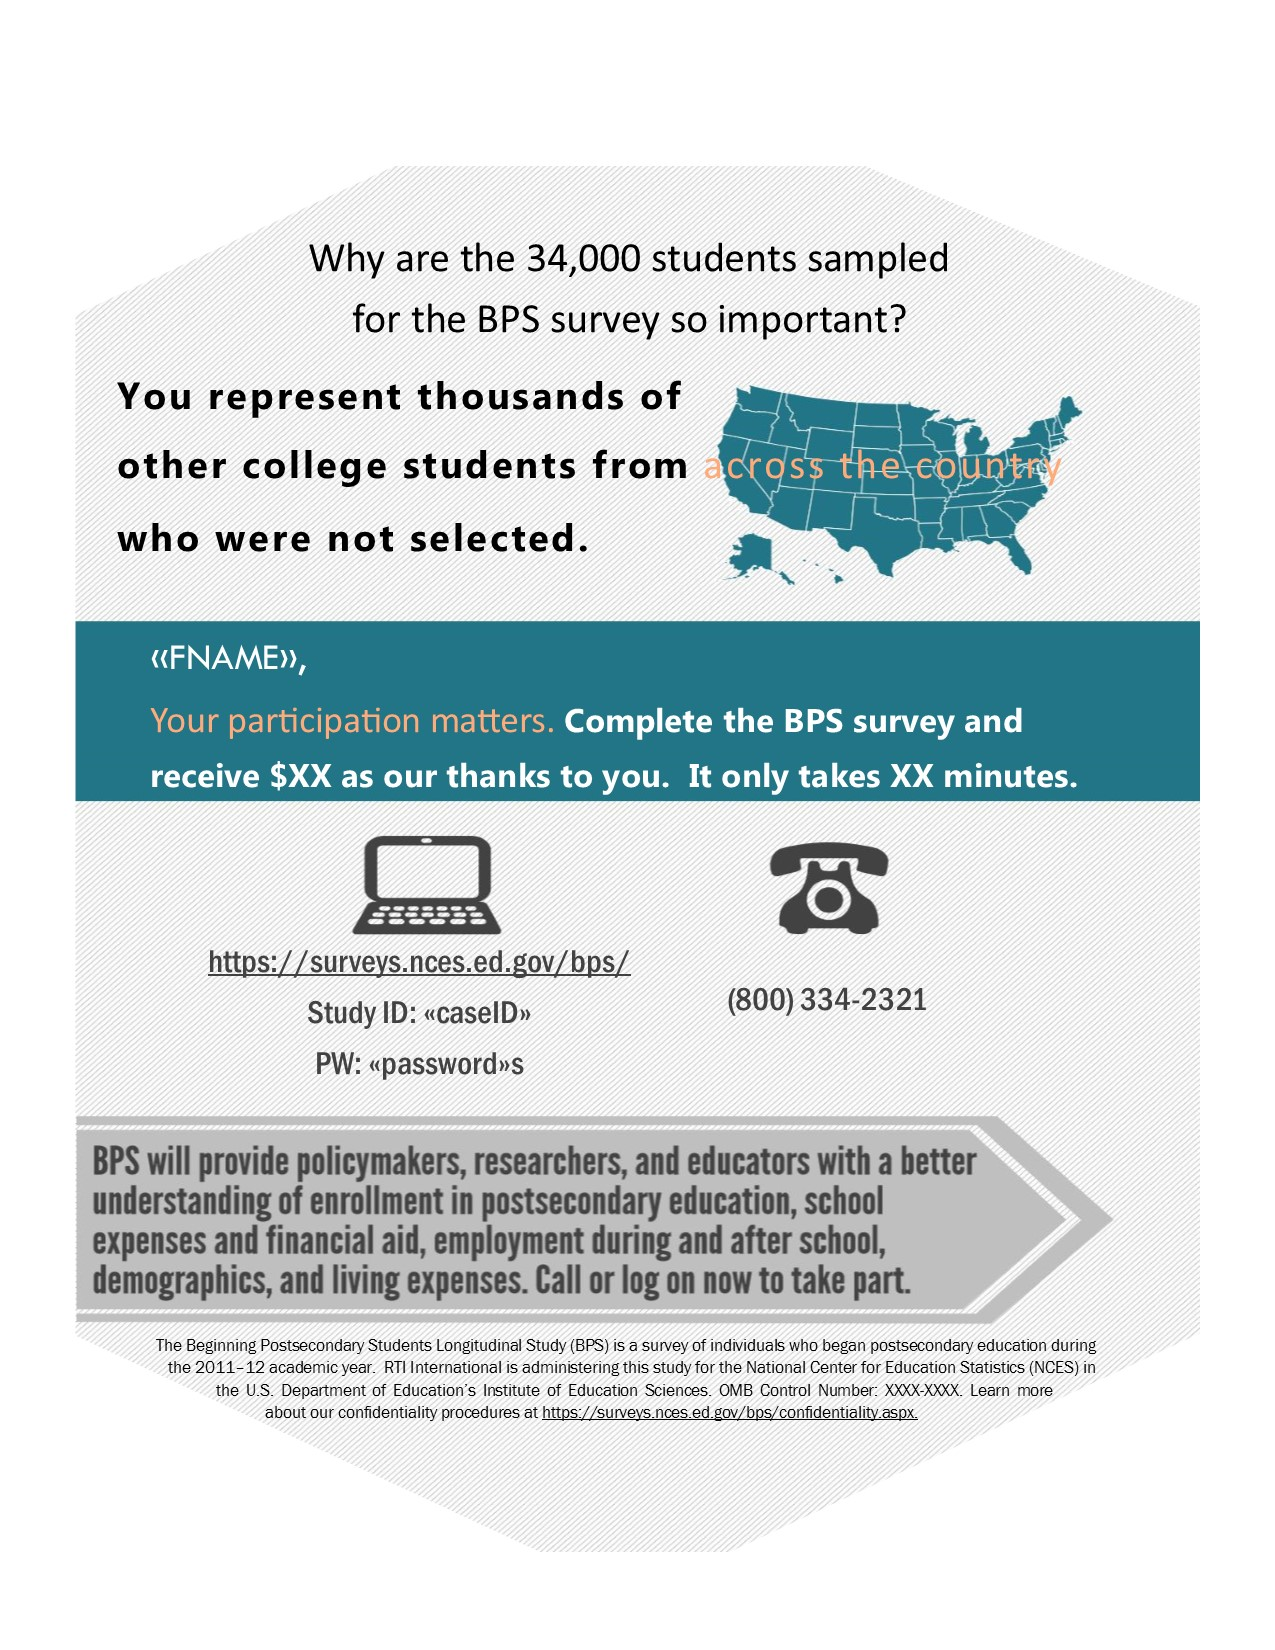 Why are the 34,000 students sampled
for the BPS survey so important?
You represent thousands of
other college students from across the country
who were not selected.
«FNAME»,
Your participation matters. Complete the BPS survey and
receive $XX as our thanks to you.  It only takes XX minutes.
https://surveys.nces.ed.gov/bps/
Study ID: «caseID»
PW: «password»s
(800) 334-2321
BPS will provide policymakers, researchers, and educators with a better
understanding of enrollment in postsecondary education, school
expenses and financial aid, employment during and after school,
demographics, and living expenses. Call or log on now to take part.
The Beginning Postsecondary Students Longitudinal Study (BPS) is a survey of individuals who began postsecondary education during
the 2011–12 academic year.  RTI International is administering this study for the National Center for Education Statistics (NCES) in
the U.S. Department of Education’s Institute of Education Sciences. OMB Control Number: XXXX-XXXX. Learn more
about our confidentiality procedures at https://surveys.nces.ed.gov/bps/confidentiality.aspx.